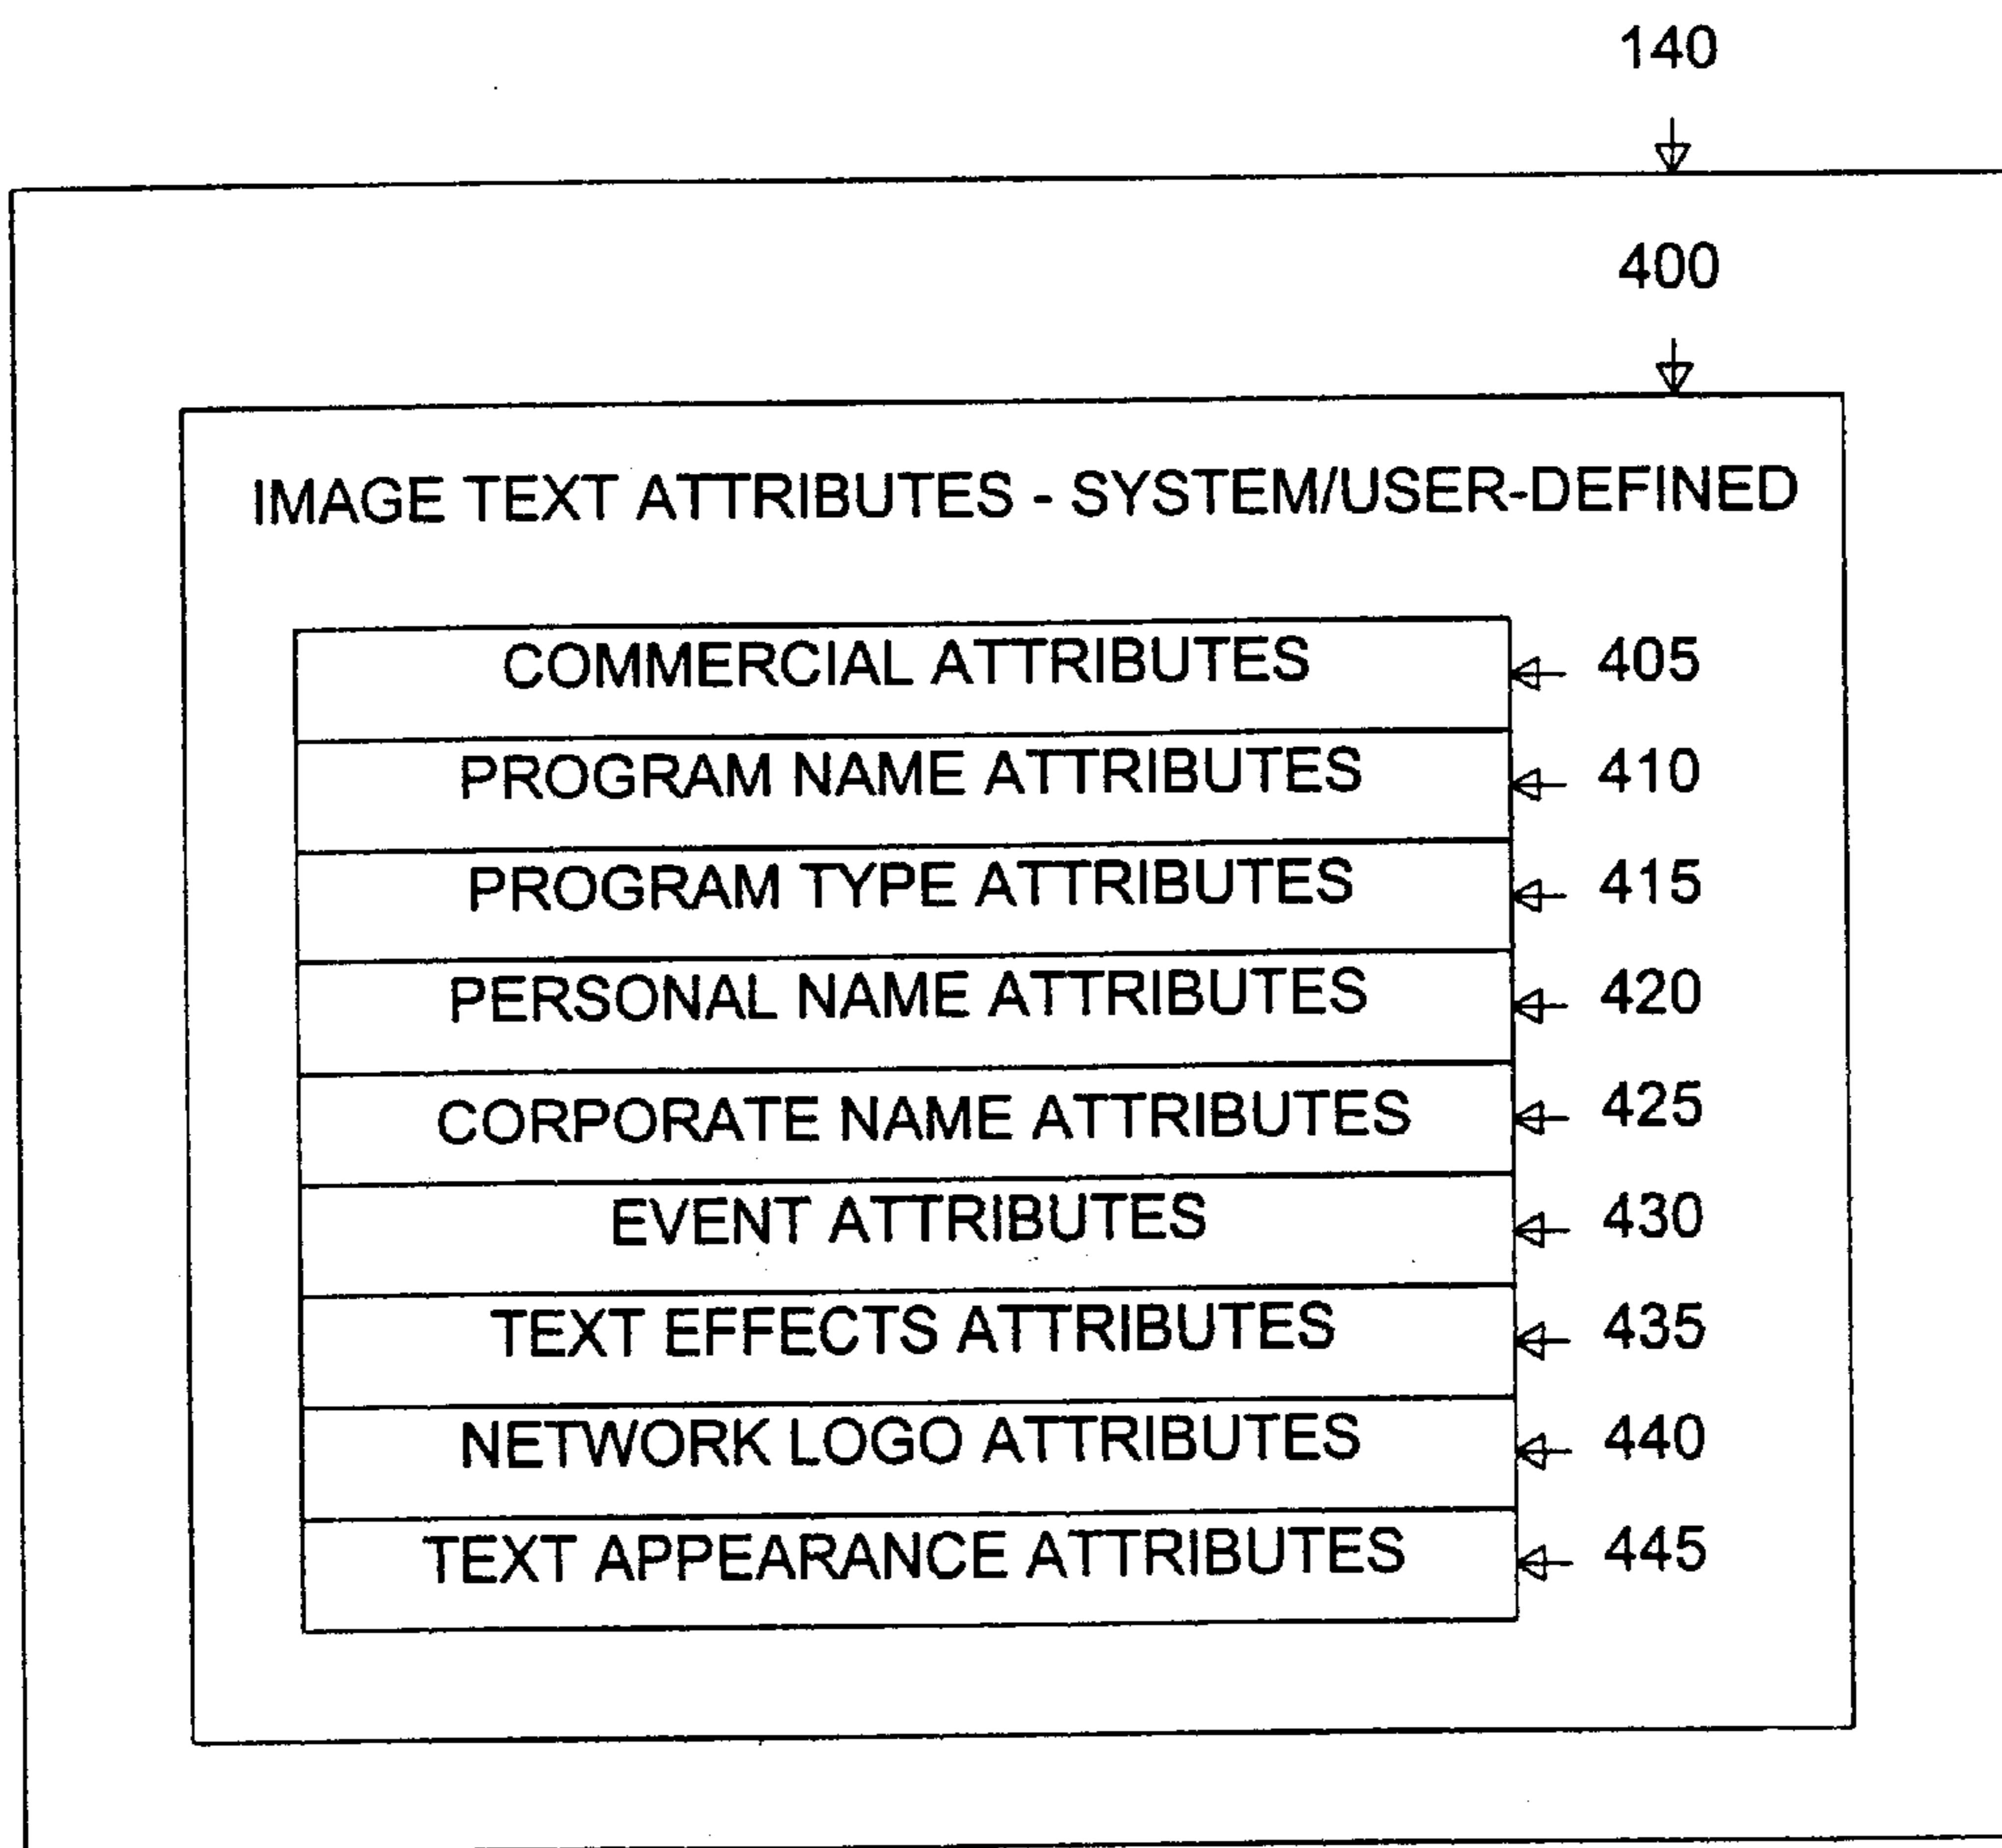 140
400
IMAGE TEXT ATTRIBUTES - SYSTEM/USER-DEFINED
COMMERCIAL ATTRIBUTES 405
PROGRAM NAME ATTRIBUTES 410
PROGRAM TYPE ATTRIBUTES 415
PERSONAL NAME ATTRIBUTES 420
CORPORATE NAME ATTRIBUTES 425
EVENT ATTRIBUTES 430
TEXT EFFECTS ATTRIBUTES 435
NETWORK LOGO ATTRIBUTES 440
TEXT APPEARANCE ATTRIBUTES 445